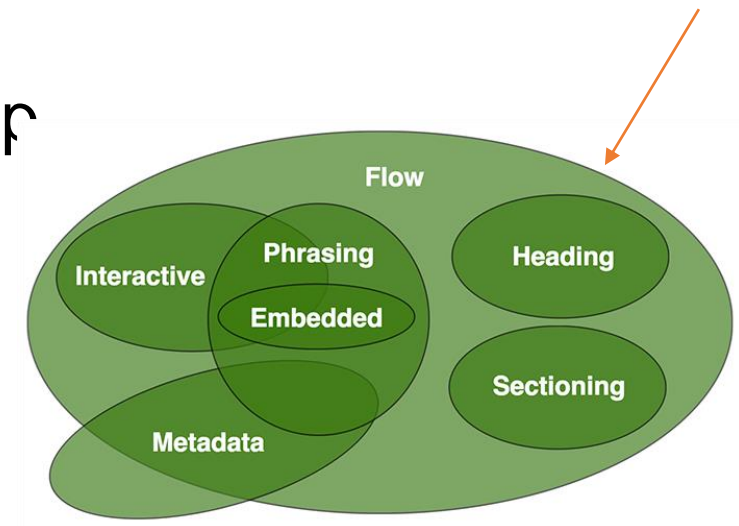 Flow
Phrasing
Heading
Interactive
Embedded
Sectioning
Metadata